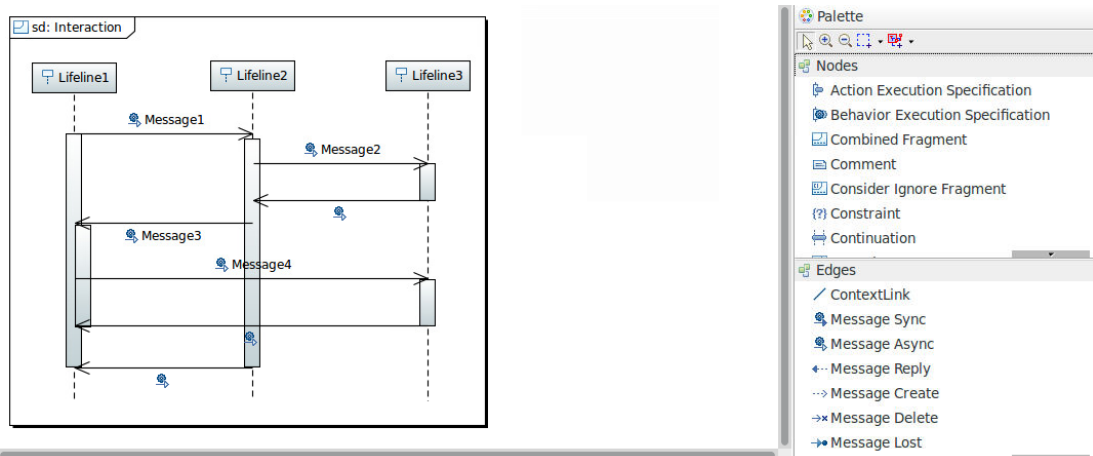 sd: Interaction
Lifeline1
Lifeline2
Lifeline3
Message1
Message2
Message3
Message4
Palette
Nodes
Action Execution Specification
Behavior Execution Specification
Combined Fragment
Comment
Consider Ignore Fragment
{?} Constraint
Continuation
Edges
ContextLink
Message Sync
Message Async
Message Reply
Message Create
Message Delete
Message Lost